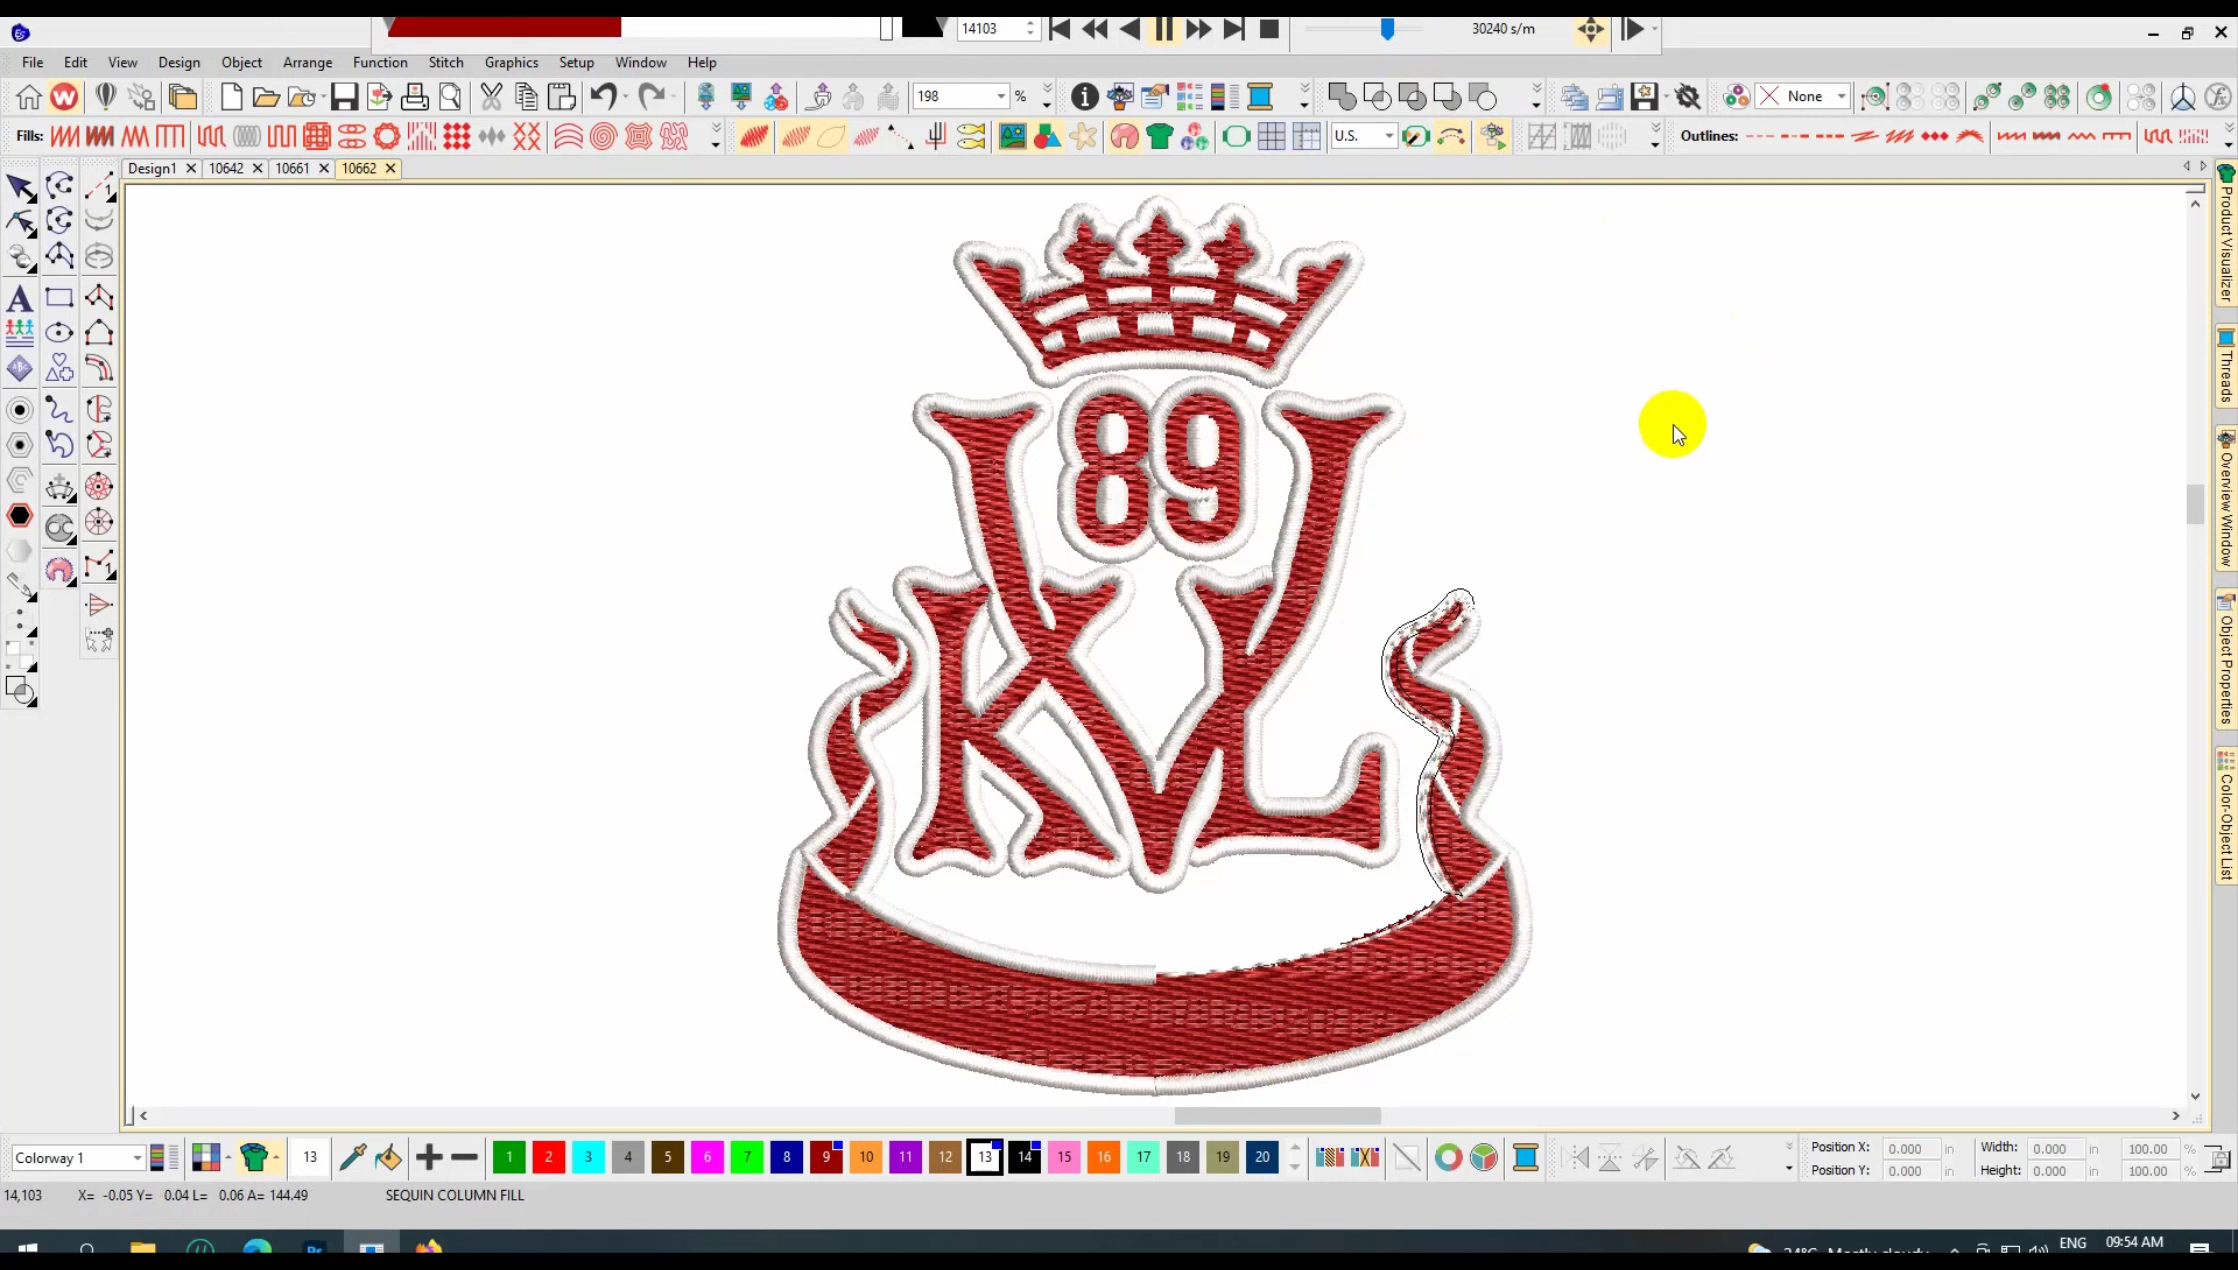 14103
30240 s/m
File Edit View Design Object Arrange Function Stitch Graphics Setup Window Help
198 %
None
Fills:
U.S.
Outlines:
Design1 10642 10661 10662
89
KVL
Product Visualizer
Threads
Overview Window
Object Properties
Color-Object List
Colorway 1
13
1 2 3 4 5 6 7 8 9 10 11 12 13 14 15 16 17 18 19 20
Position X: 0.000 in Width: 0.000 in 100.00 %
Position Y: 0.000 in Height: 0.000 in 100.00 %
14,103 X= -0.05 Y= 0.04 L= 0.06 A= 144.49 SEQUIN COLUMN FILL
24°C Mostly cloudy ENG 09:54 AM